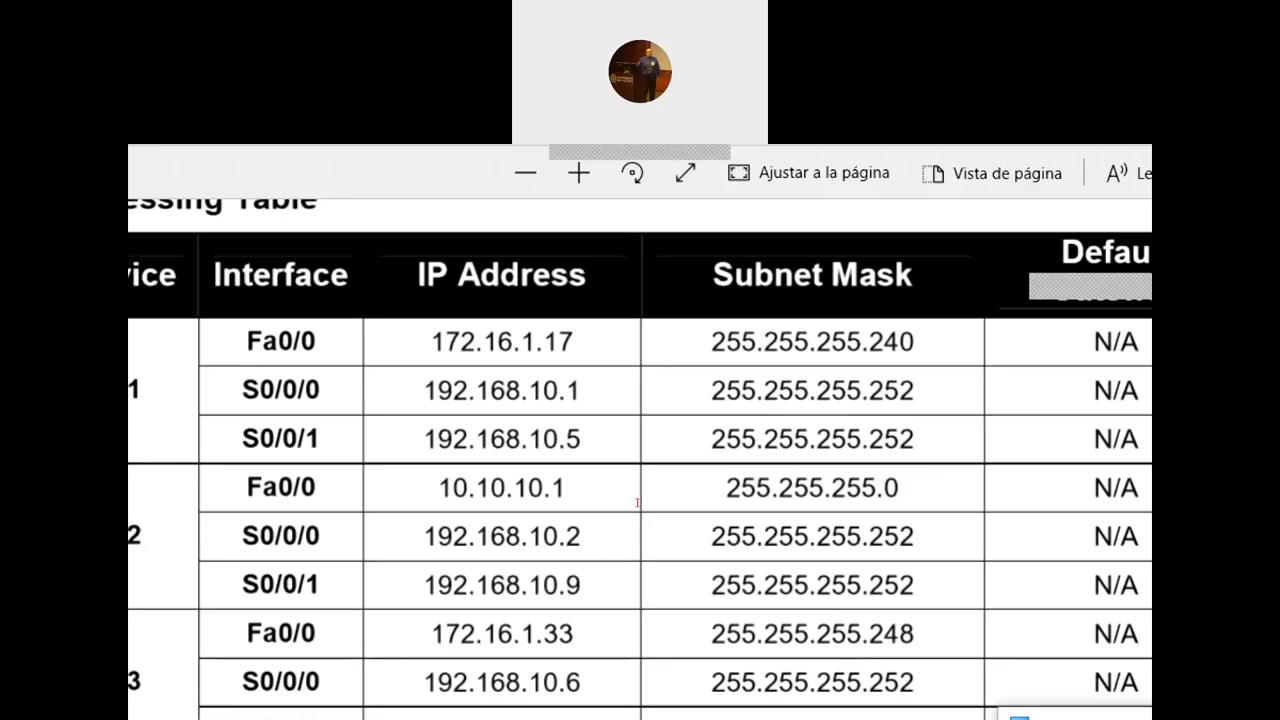 Ajustar a la página Vista de página Le
essing Table
vice Interface IP Address Subnet Mask Defau
Fa0/0 172.16.1.17 255.255.255.240 N/A
1 S0/0/0 192.168.10.1 255.255.255.252 N/A
S0/0/1 192.168.10.5 255.255.255.252 N/A
Fa0/0 10.10.10.1 255.255.255.0 N/A
2 S0/0/0 192.168.10.2 255.255.255.252 N/A
S0/0/1 192.168.10.9 255.255.255.252 N/A
Fa0/0 172.16.1.33 255.255.255.248 N/A
3 S0/0/0 192.168.10.6 255.255.255.252 N/A